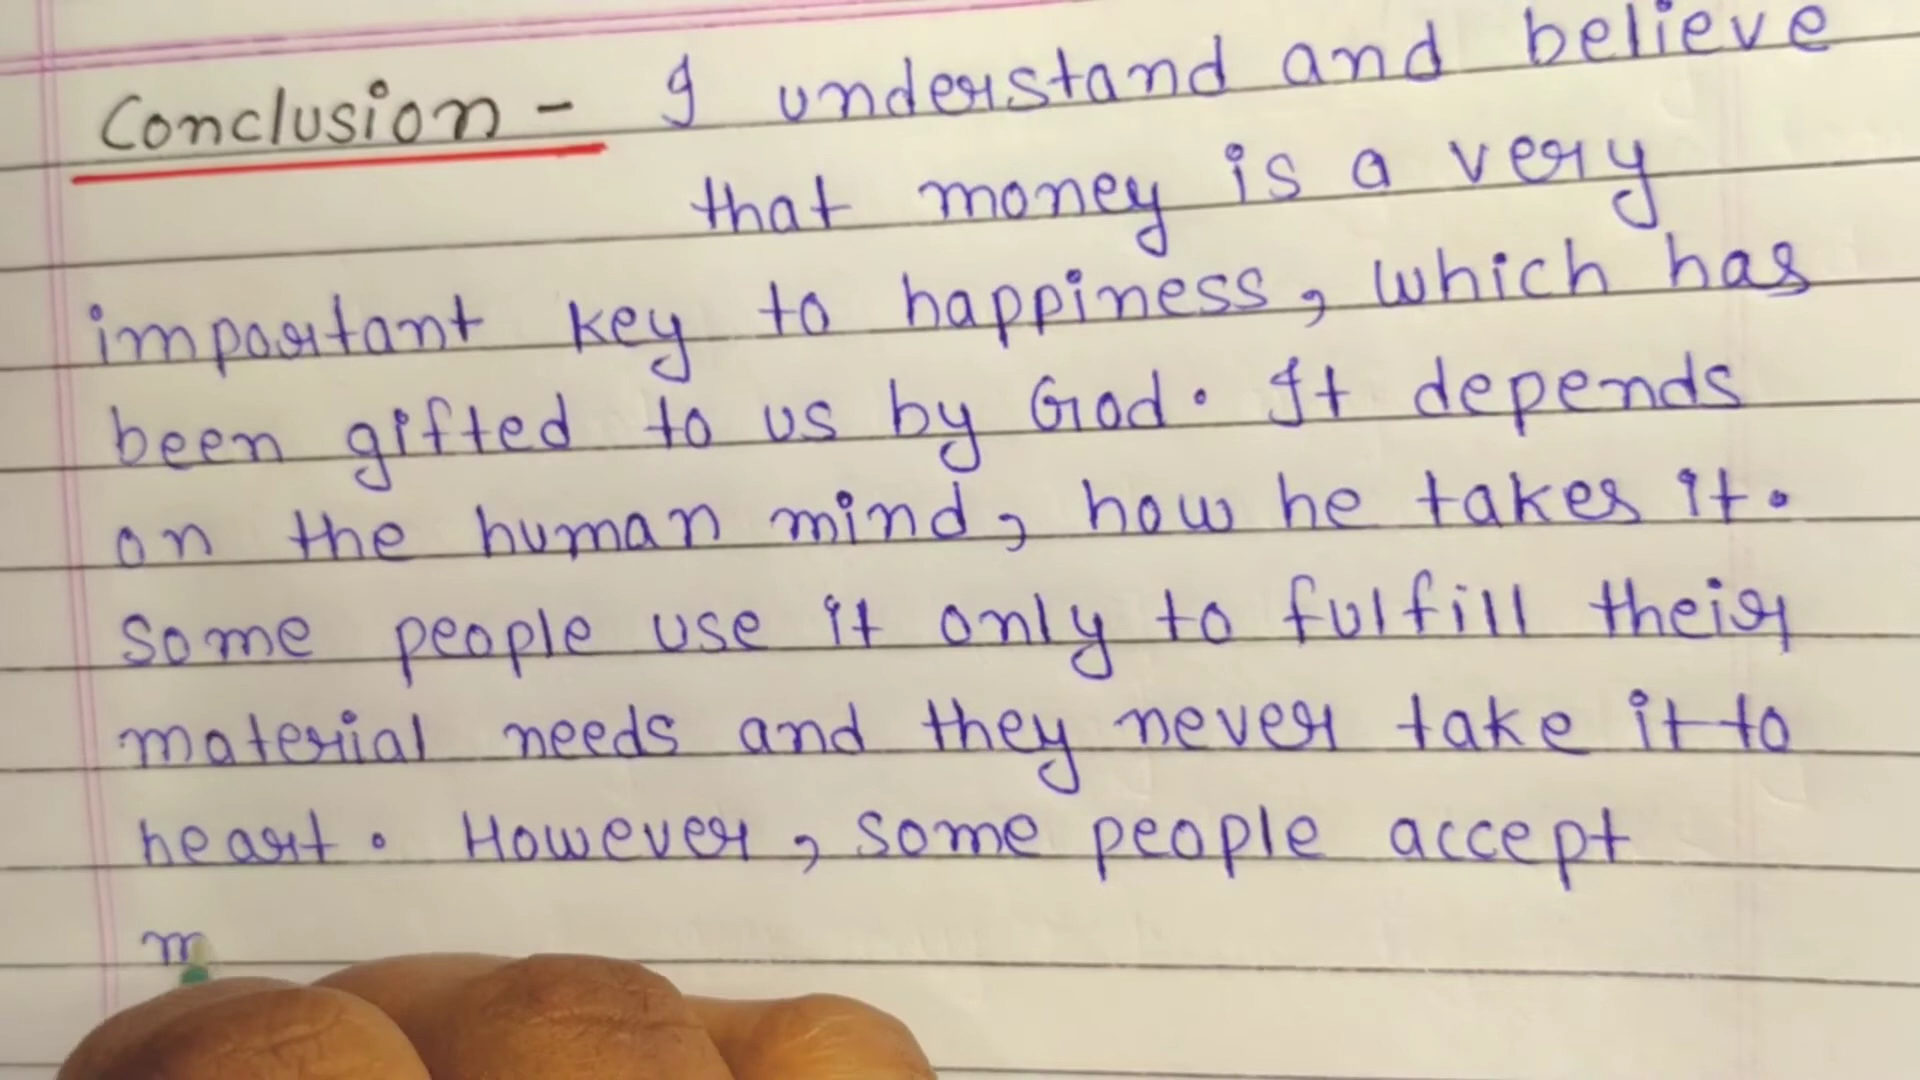 Conclusion - I understand and believe
that money is a very
important key to happiness, which has
been gifted to us by God. It depends
on the human mind, how he takes it.
Some people use it only to fulfill their
material needs and they never take it to
heart. However, some people accept
m